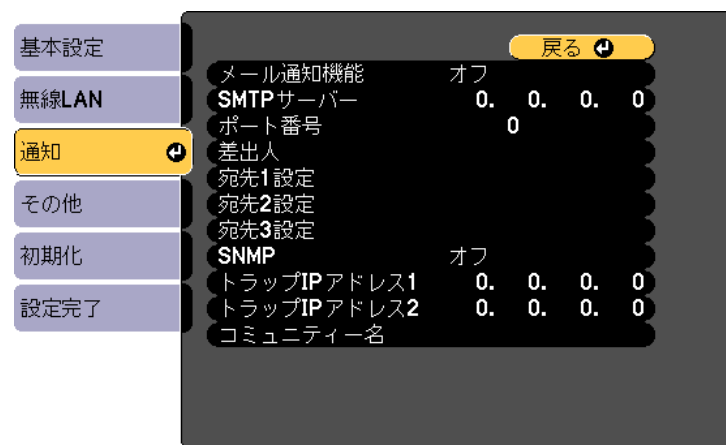 基本設定
無線LAN
通知
その他
初期化
設定完了
戻る
メール通知機能 オフ
SMTPサーバー 0. 0. 0. 0
ポート番号 0
差出人
宛先1設定
宛先2設定
宛先3設定
SNMP オフ
トラップIPアドレス1 0. 0. 0. 0
トラップIPアドレス2 0. 0. 0. 0
コミュニティー名